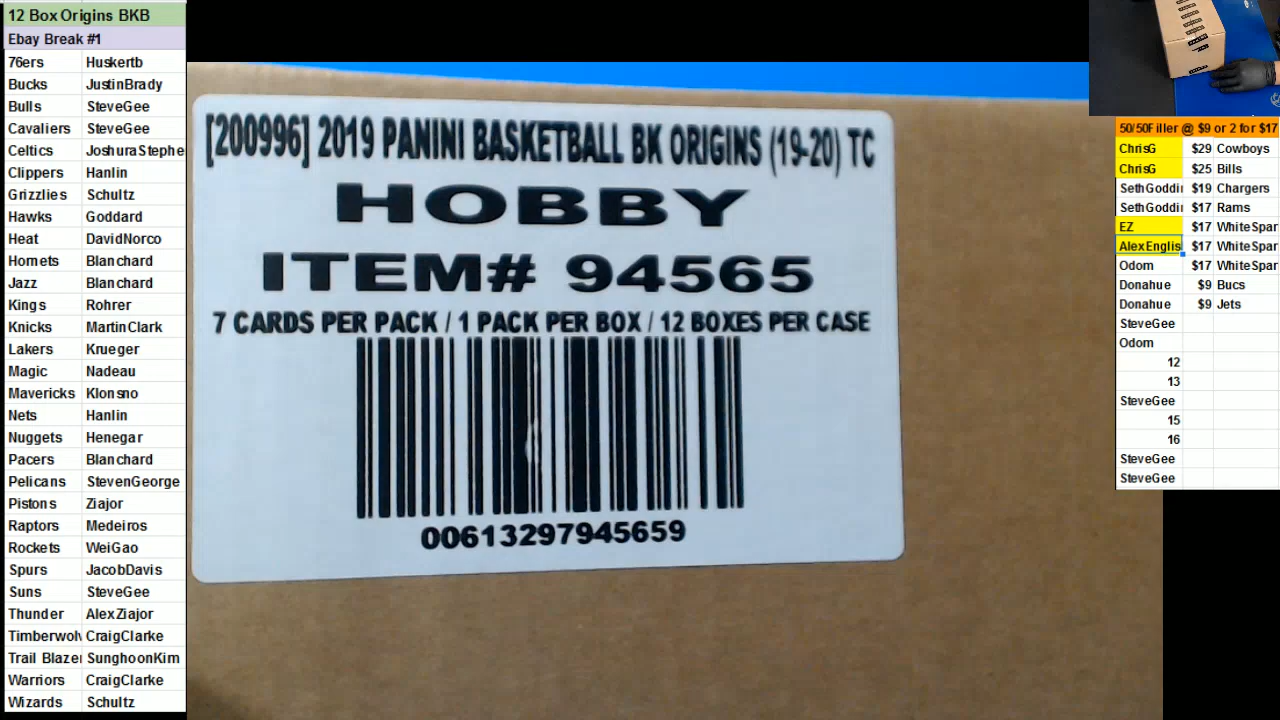 12 Box Origins BKB
Ebay Break #1
76ers Huskertb
Bucks JustinBrady
Bulls SteveGee
Cavaliers SteveGee
Celtics JoshuraStephe
Clippers Hanlin
Grizzlies Schultz
Hawks Goddard
Heat DavidNorco
Hornets Blanchard
Jazz Blanchard
Kings Rohrer
Knicks MartinClark
Lakers Krueger
Magic Nadeau
Mavericks Klonsno
Nets Hanlin
Nuggets Henegar
Pacers Blanchard
Pelicans StevenGeorge
Pistons Ziajor
Raptors Medeiros
Rockets WeiGao
Spurs JacobDavis
Suns SteveGee
Thunder AlexZiajor
Timberwolv CraigClarke
Trail Blazer SunghoonKim
Warriors CraigClarke
Wizards Schultz
[200996] 2019 PANINI BASKETBALL BK ORIGINS (19-20) TC
HOBBY
ITEM# 94565
7 CARDS PER PACK / 1 PACK PER BOX / 12 BOXES PER CASE
00613297945659
50/50Filler @ $9 or 2 for $17
ChrisG $29 Cowboys
ChrisG $25 Bills
SethGoddin $19 Chargers
SethGoddin $17 Rams
EZ $17 WhiteSpar
AlexEnglis $17 WhiteSpar
Odom $17 WhiteSpar
Donahue $9 Bucs
Donahue $9 Jets
SteveGee
Odom
12
13
SteveGee
15
16
SteveGee
SteveGee